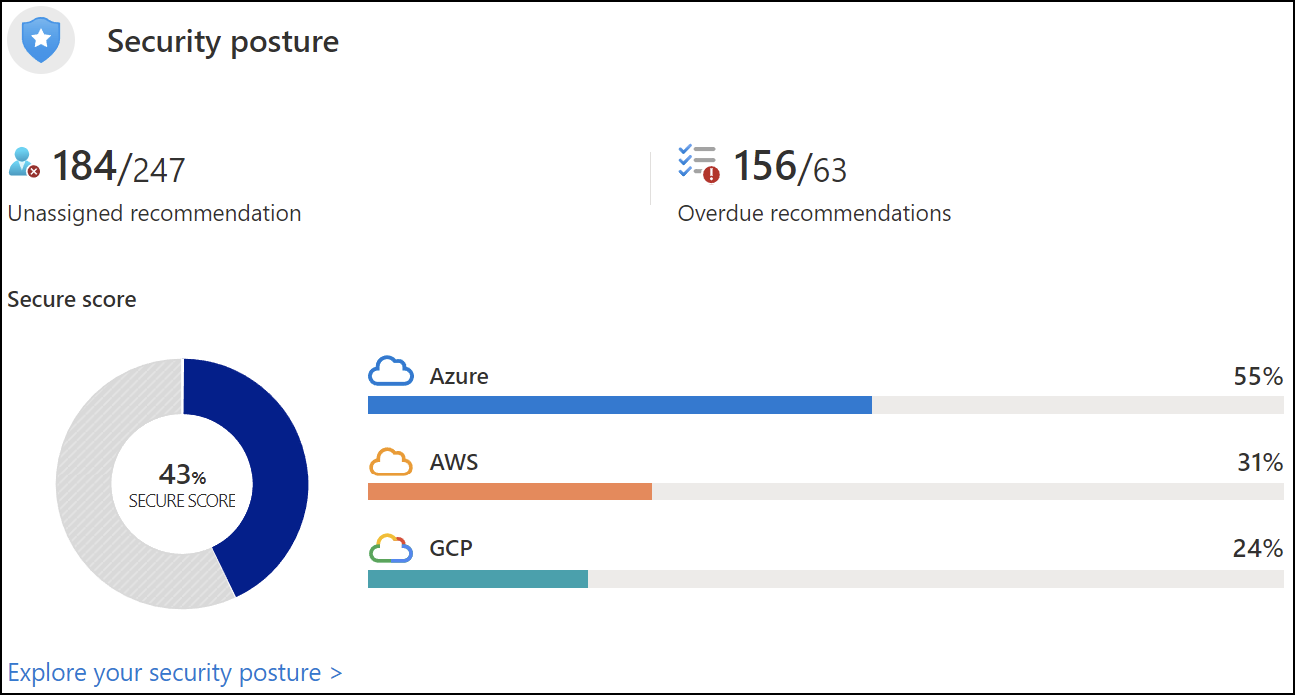 Security posture
184/247
Unassigned recommendation
156/63
Overdue recommendations
Secure score
43%
SECURE SCORE
Azure 55%
AWS 31%
GCP 24%
Explore your security posture >